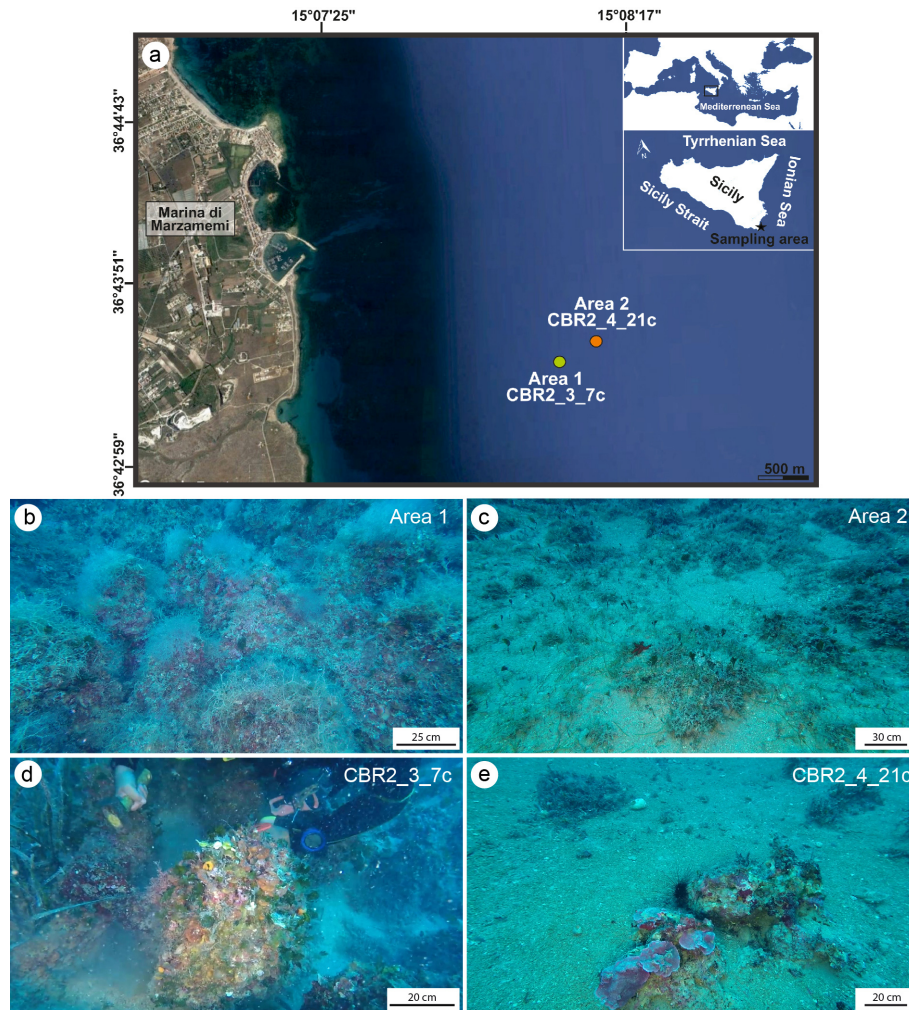 15°07'25"
15°08'17"
a
36°44'43"
36°43'51"
36°42'59"
Marina di
Marzamemi
Mediterranean Sea
Tyrrhenian Sea
N
Sicily
Ionian Sea
Sicily Strait
Sampling area
Area 2
CBR2_4_21c
Area 1
CBR2_3_7c
500 m
b
Area 1
25 cm
c
Area 2
30 cm
d
CBR2_3_7c
20 cm
e
CBR2_4_21c
20 cm